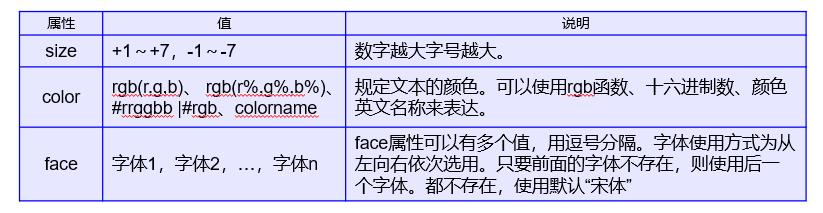 属性 值 说明
size +1～+7，-1～-7 数字越大字号越大。
color rgb(r.g.b)、 rgb(r%.g%.b%)、
#rrggbb |#rgb、colorname
规定文本的颜色。可以使用rgb函数、十六进制数、颜色
英文名称来表达。
face 字体1，字体2，…，字体n
face属性可以有多个值，用逗号分隔。字体使用方式为从
左向右依次选用。只要前面的字体不存在，则使用后一
个字体。都不存在，使用默认“宋体”